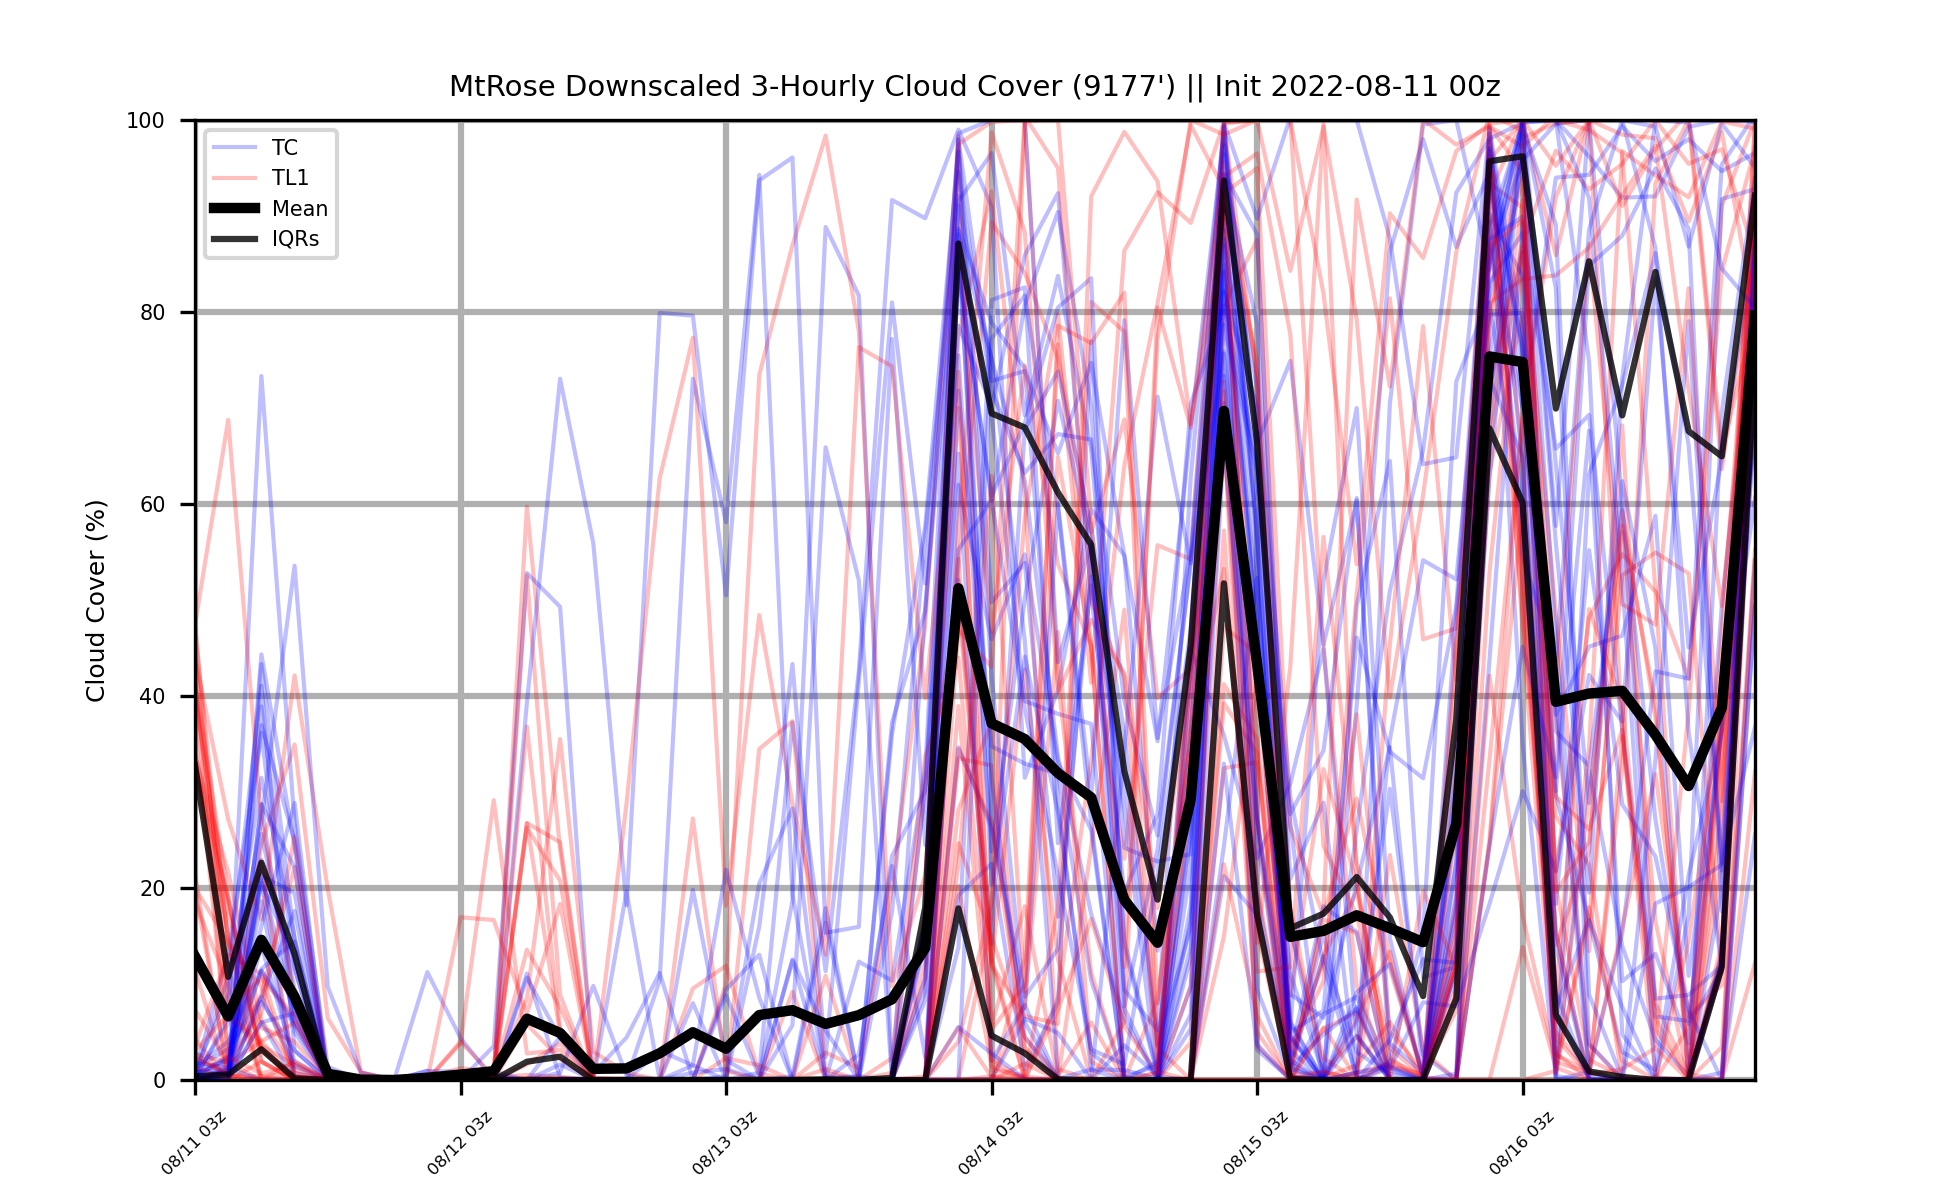 MtRose Downscaled 3-Hourly Cloud Cover (9177') || Init 2022-08-11 00z
Cloud Cover (%)
100
80
60
40
20
0
TC
TL1
Mean
IQRs
08/11 03z
08/12 03z
08/13 03z
08/14 03z
08/15 03z
08/16 03z